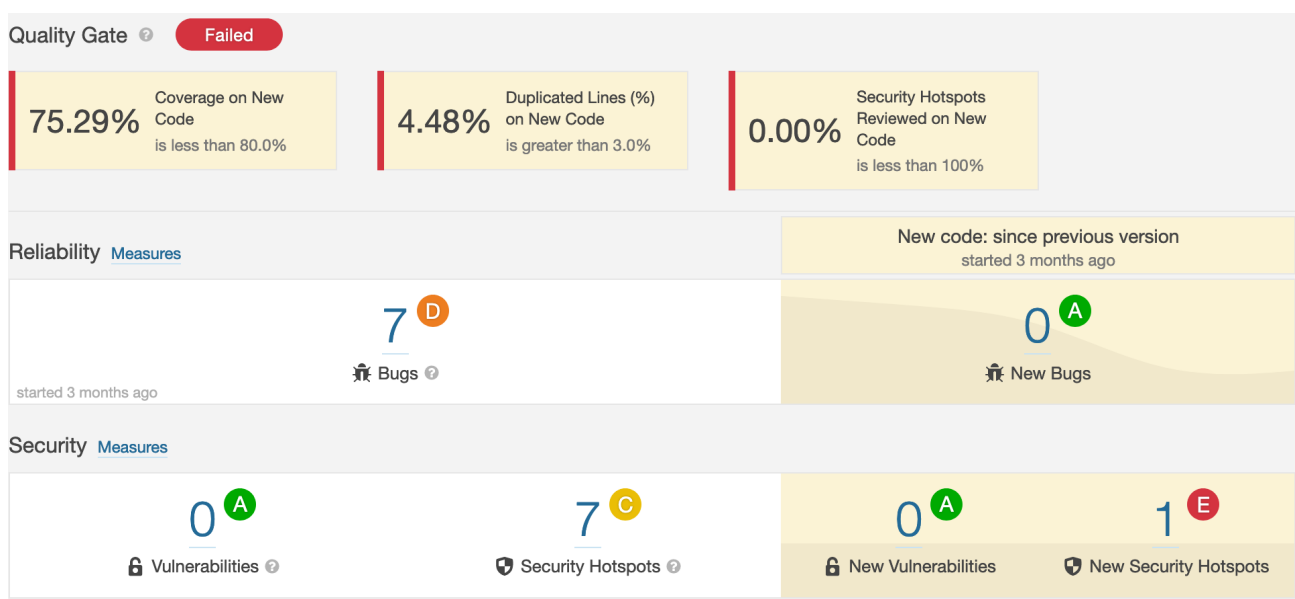 Quality Gate ? Failed
75.29% Coverage on New
Code
is less than 80.0%
4.48% Duplicated Lines (%)
on New Code
is greater than 3.0%
0.00% Security Hotspots
Reviewed on New
Code
is less than 100%
Reliability Measures
New code: since previous version
started 3 months ago
7 D
Bugs ?
started 3 months ago
0 A
New Bugs
Security Measures
0 A
Vulnerabilities ?
7 C
Security Hotspots ?
0 A
New Vulnerabilities
1 E
New Security Hotspots